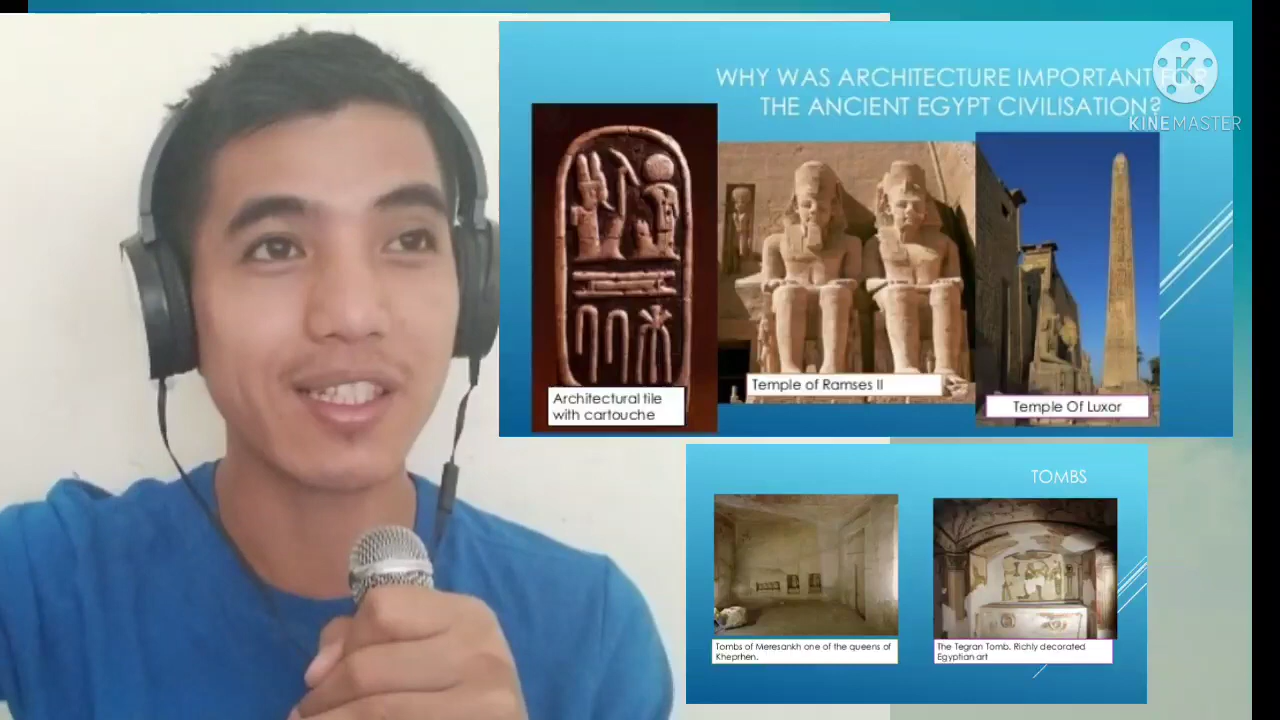 WHY WAS ARCHITECTURE IMPORTANT FOR
THE ANCIENT EGYPT CIVILISATION?
K
KINEMASTER
Architectural tile
with cartouche
Temple of Ramses II
Temple Of Luxor
TOMBS
Tombs of Meresankh one of the queens of
Khephren.
The Tegran Tomb. Richly decorated
Egyptian art